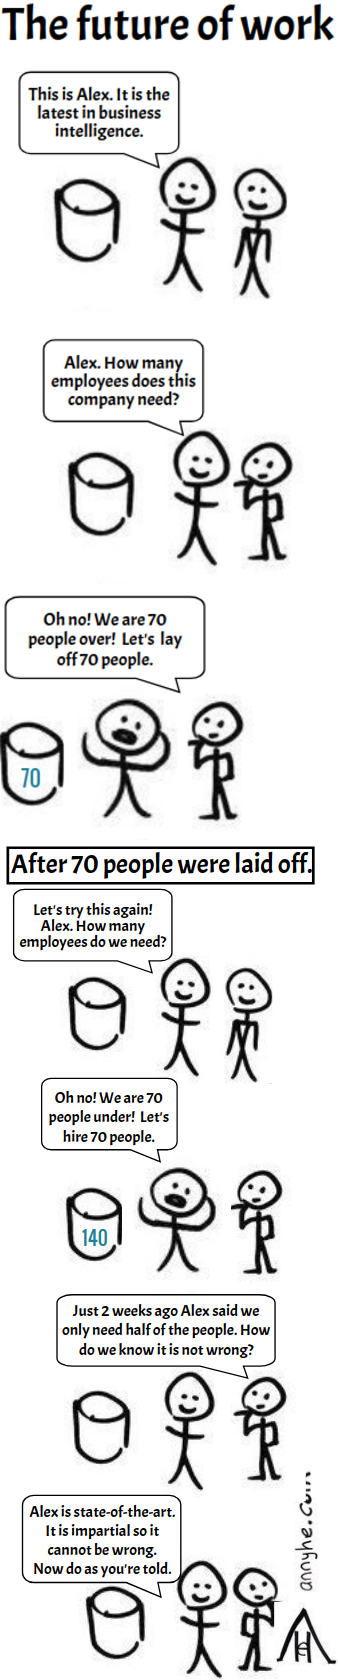 The future of work
This is Alex. It is the
latest in business
intelligence.
Alex. How many
employees does this
company need?
Oh no! We are 70
people over! Let's lay
off 70 people.
70
After 70 people were laid off.
Let's try this again!
Alex. How many
employees do we need?
Oh no! We are 70
people under! Let's
hire 70 people.
140
Just 2 weeks ago Alex said we
only need half of the people. How
do we know it is not wrong?
Alex is state-of-the-art.
It is impartial so it
cannot be wrong.
Now do as you're told.
annyhe.com